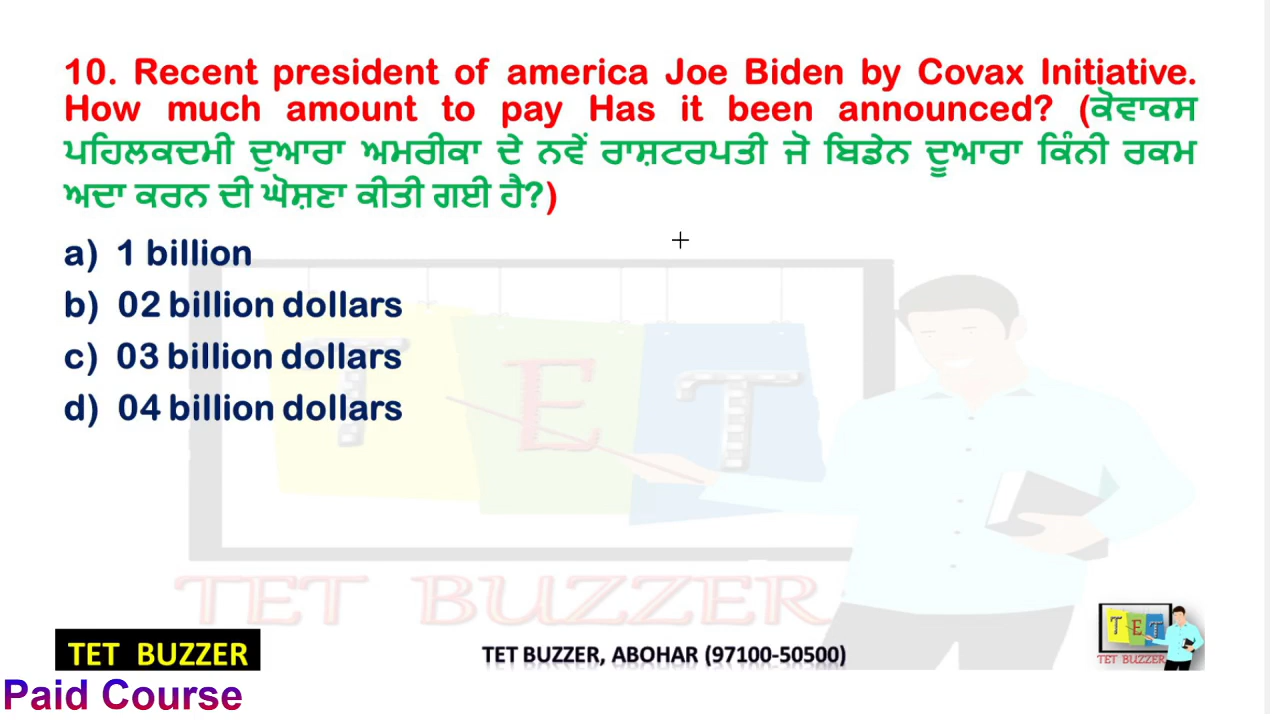 10. Recent president of america Joe Biden by Covax Initiative.
How much amount to pay Has it been announced? (ਕੋਵਾਕਸ
ਪਹਿਲਕਦਮੀ ਦੁਆਰਾ ਅਮਰੀਕਾ ਦੇ ਨਵੇਂ ਰਾਸ਼ਟਰਪਤੀ ਜੋ ਬਿਡੇਨ ਦੂਆਰਾ ਕਿੰਨੀ ਰਕਮ
ਅਦਾ ਕਰਨ ਦੀ ਘੋਸ਼ਣਾ ਕੀਤੀ ਗਈ ਹੈ?)
a) 1 billion
b) 02 billion dollars
c) 03 billion dollars
d) 04 billion dollars
T E T
TET BUZZER
TET BUZZER
TET BUZZER, ABOHAR (97100-50500)
T E T
TET BUZZER
Paid Course